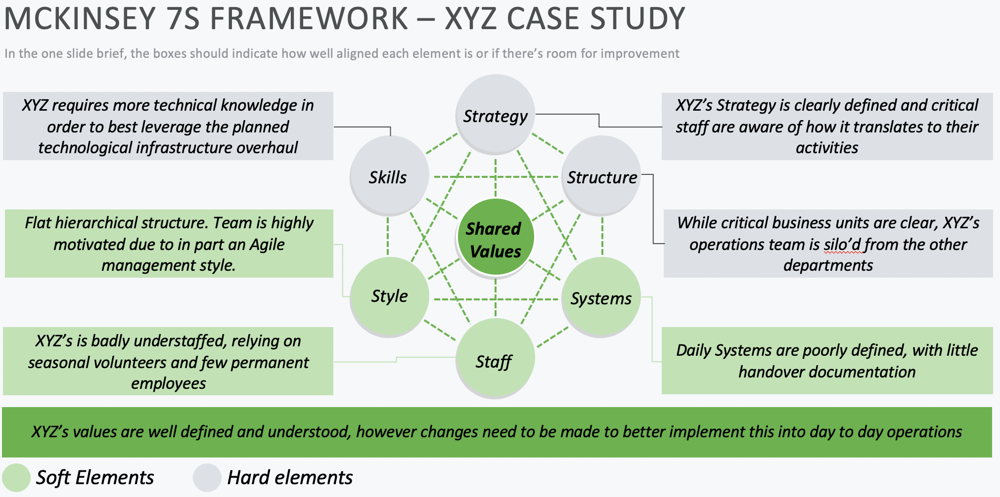 MCKINSEY 7S FRAMEWORK – XYZ CASE STUDY
In the one slide brief, the boxes should indicate how well aligned each element is or if there's room for improvement
XYZ requires more technical knowledge in
order to best leverage the planned
technological infrastructure overhaul
Strategy
XYZ's Strategy is clearly defined and critical
staff are aware of how it translates to their
activities
Skills
Structure
Flat hierarchical structure. Team is highly
motivated due to in part an Agile
management style.
Shared
Values
While critical business units are clear, XYZ's
operations team is silo'd from the other
departments
Style
Systems
XYZ's is badly understaffed, relying on
seasonal volunteers and few permanent
employees
Staff
Daily Systems are poorly defined, with little
handover documentation
XYZ's values are well defined and understood, however changes need to be made to better implement this into day to day operations
Soft Elements
Hard elements